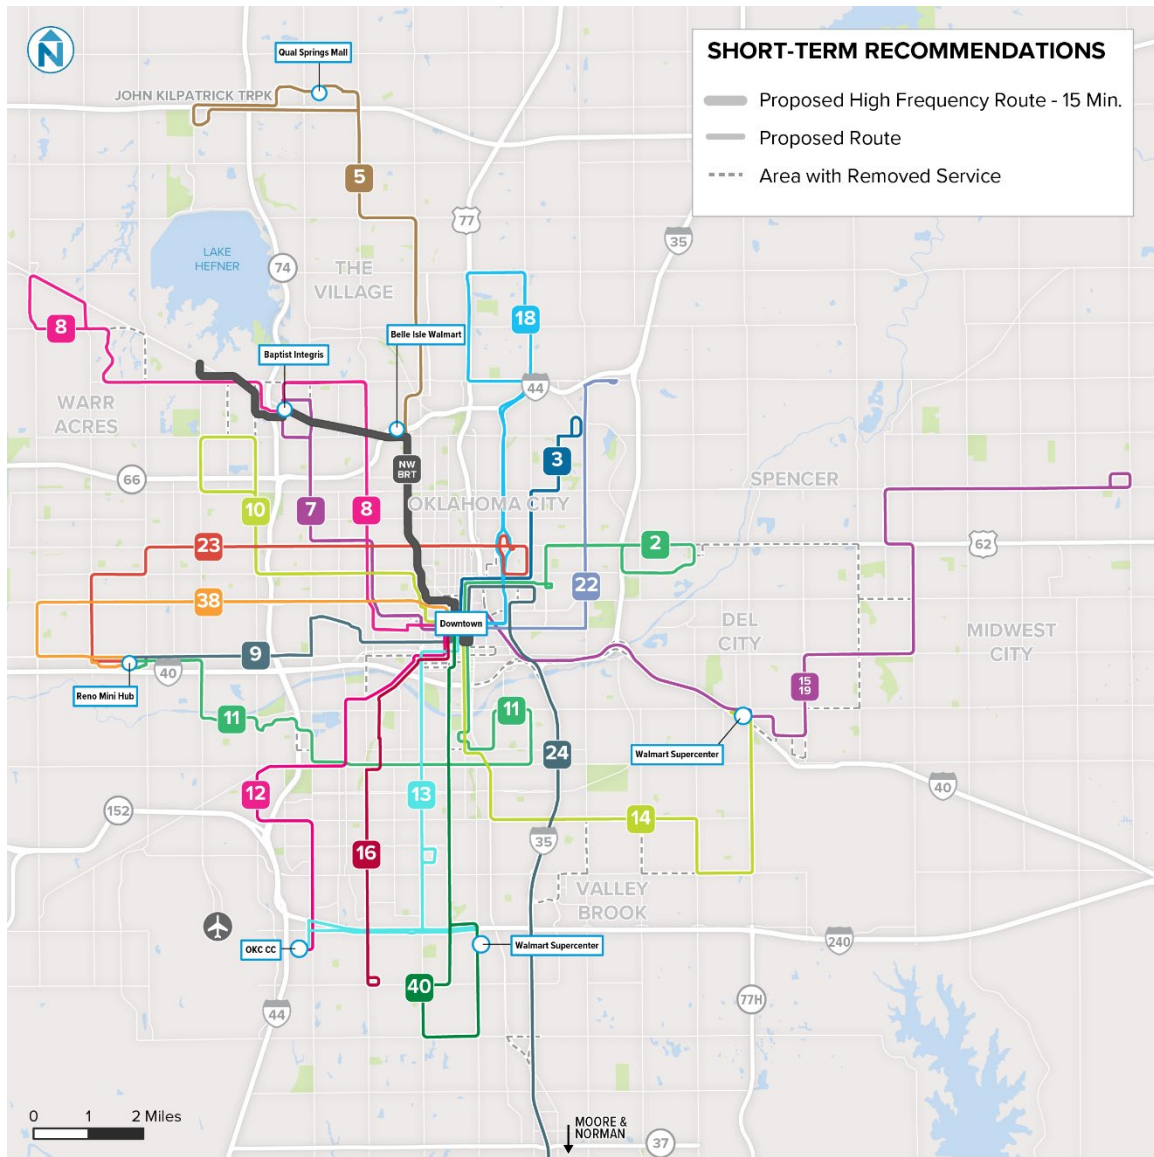 N
Qual Springs Mall
SHORT-TERM RECOMMENDATIONS
Proposed High Frequency Route - 15 Min.
Proposed Route
Area with Removed Service
JOHN KILPATRICK TRPK
5
77
35
LAKE
HEFNER
74
THE
VILLAGE
8
18
Belle Isle Walmart
Baptist Integris
44
WARR
ACRES
3
NW
BRT
66
SPENCER
OKLAHOMA CITY
10
7
8
23
2
62
22
38
Downtown
DEL
CITY
MIDWEST
CITY
9
40
Reno Mini Hub
15
19
11
11
24
Walmart Supercenter
12
13
40
152
14
35
16
VALLEY
BROOK
OKC CC
Walmart Supercenter
240
40
77H
44
0 1 2 Miles
MOORE &
NORMAN
37